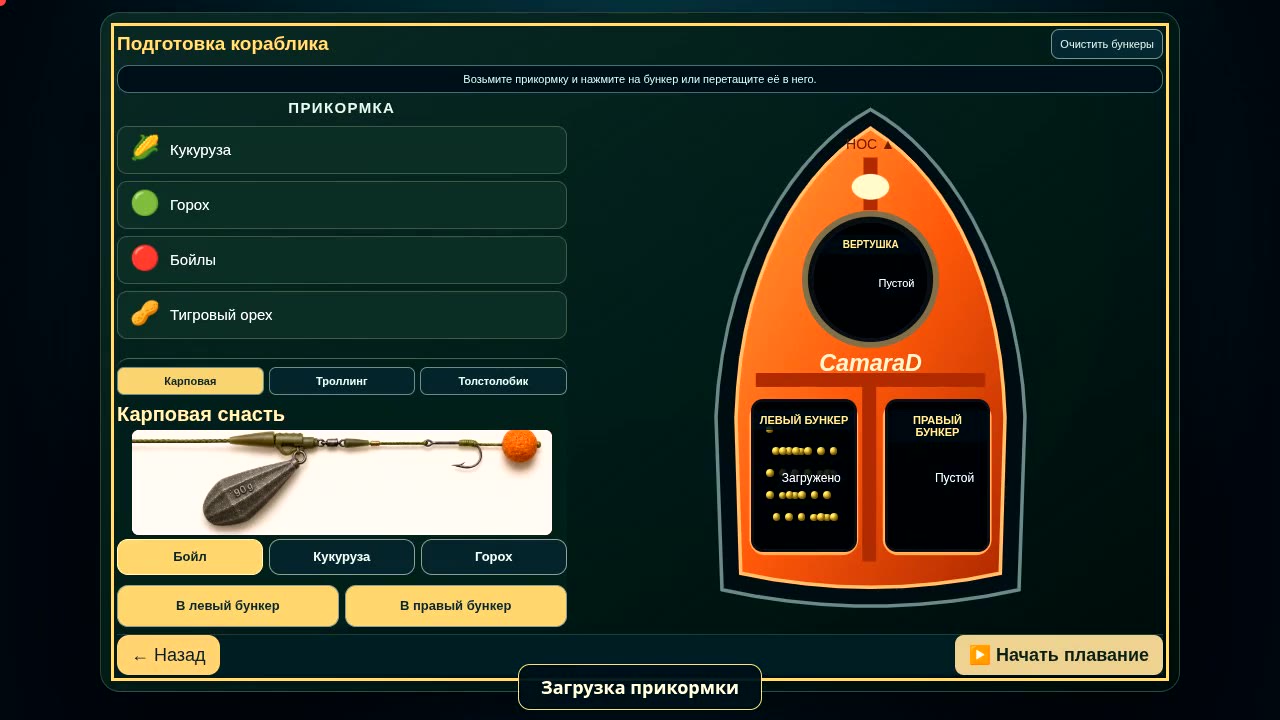 Подготовка кораблика
Очистить бункеры
Возьмите прикормку и нажмите на бункер или перетащите её в него.
ПРИКОРМКА
Кукуруза
Горох
Бойлы
Тигровый орех
Карповая
Троллинг
Толстолобик
Карповая снасть
90g
Бойл
Кукуруза
Горох
В левый бункер
В правый бункер
НОС ▲
ВЕРТУШКА
Пустой
CamaraD
ЛЕВЫЙ БУНКЕР
Загружено
ПРАВЫЙ
БУНКЕР
Пустой
← Назад
▶️ Начать плавание
Загрузка прикормки